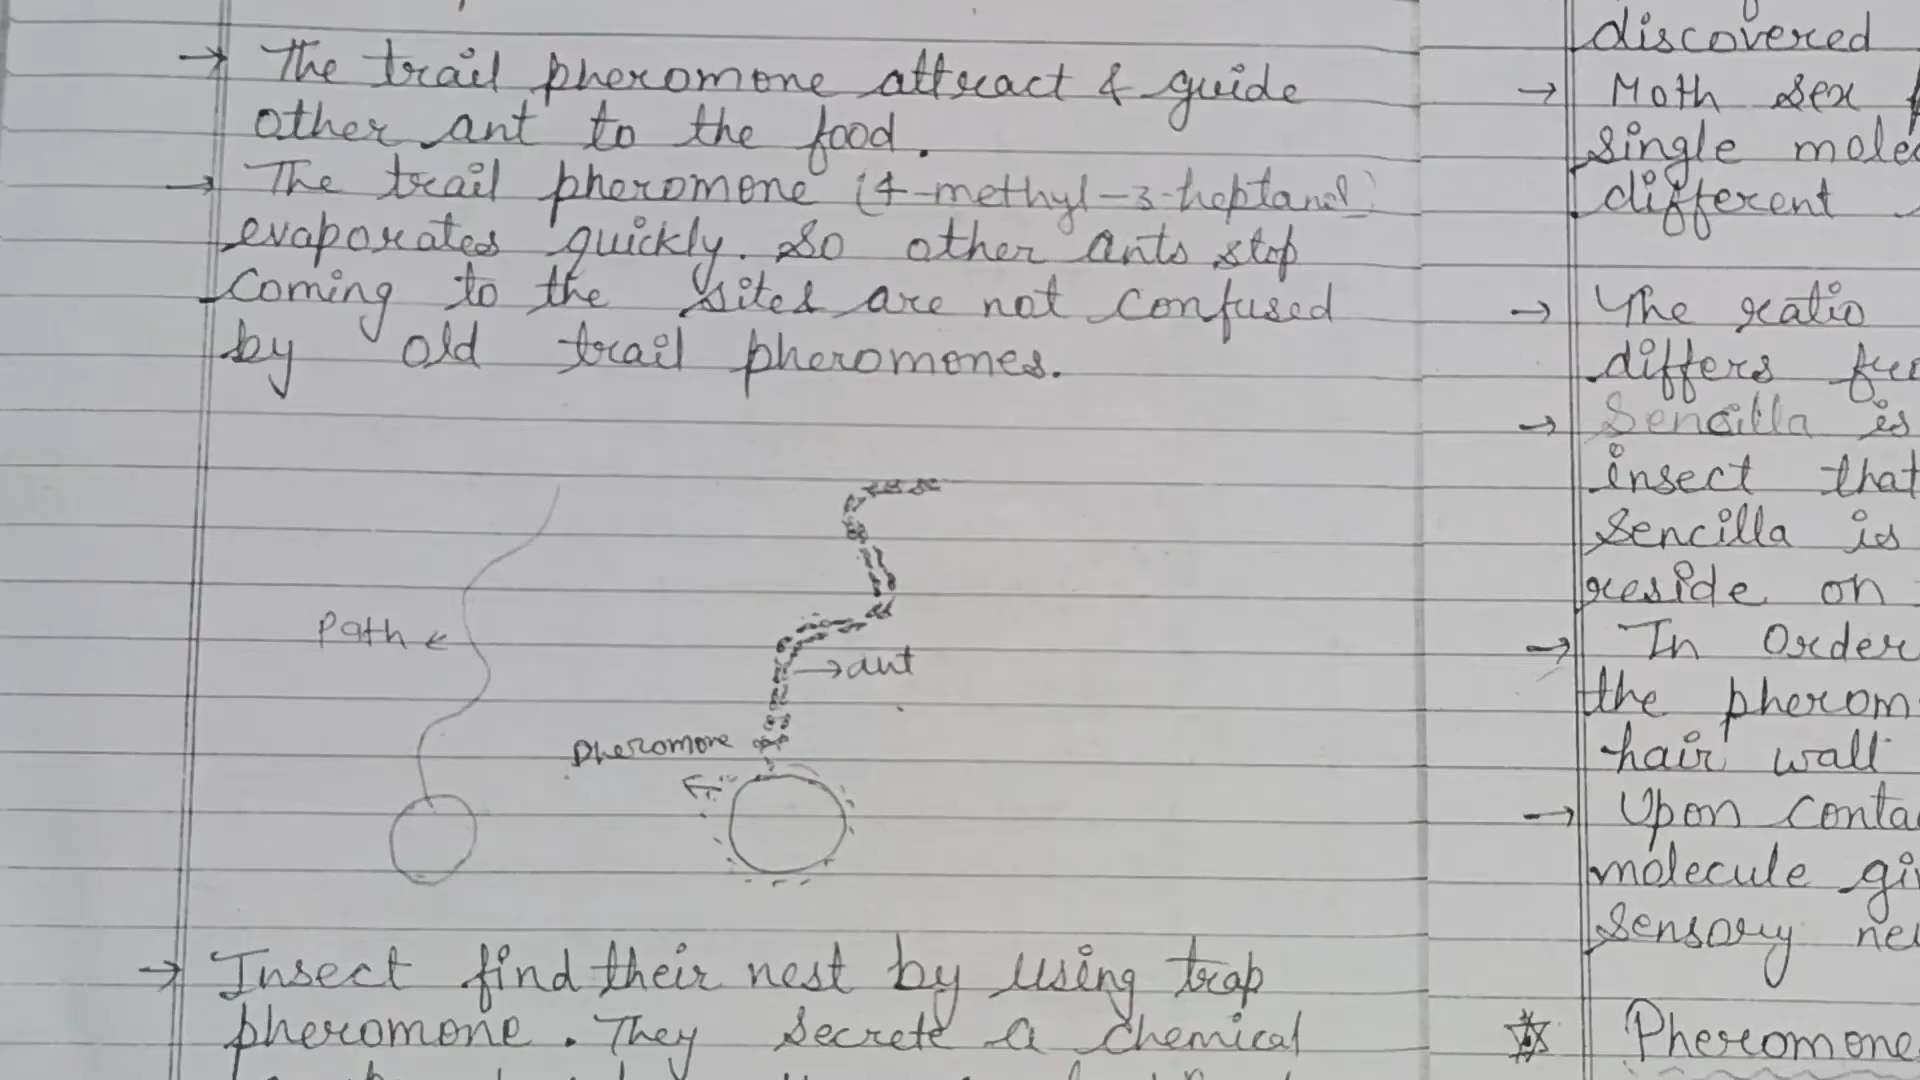 → The trail pheromone attract & guide
other ant to the food.
→ The trail pheromone (4-methyl-3-heptanol)
evaporates quickly. So other ants stop
coming to the sites are not confused
by old trail pheromones.
Path
ant
pheromone
→ Insect find their nest by using trap
pheromone. They secrete a chemical
discovered
→ Moth sex
single
different
→ The ratio
differs
→ Sencilla is
insect that
Sencilla is
reside on
→ In order
the pherom
hair wall
→ Upon conta
molecule gi
sensory ne
Pheromone